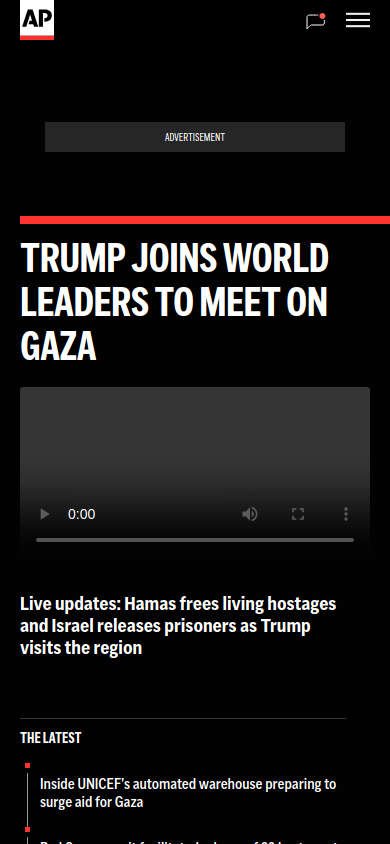 AP
ADVERTISEMENT
TRUMP JOINS WORLD
LEADERS TO MEET ON
GAZA
0:00
Live updates: Hamas frees living hostages
and Israel releases prisoners as Trump
visits the region
THE LATEST
Inside UNICEF's automated warehouse preparing to
surge aid for Gaza